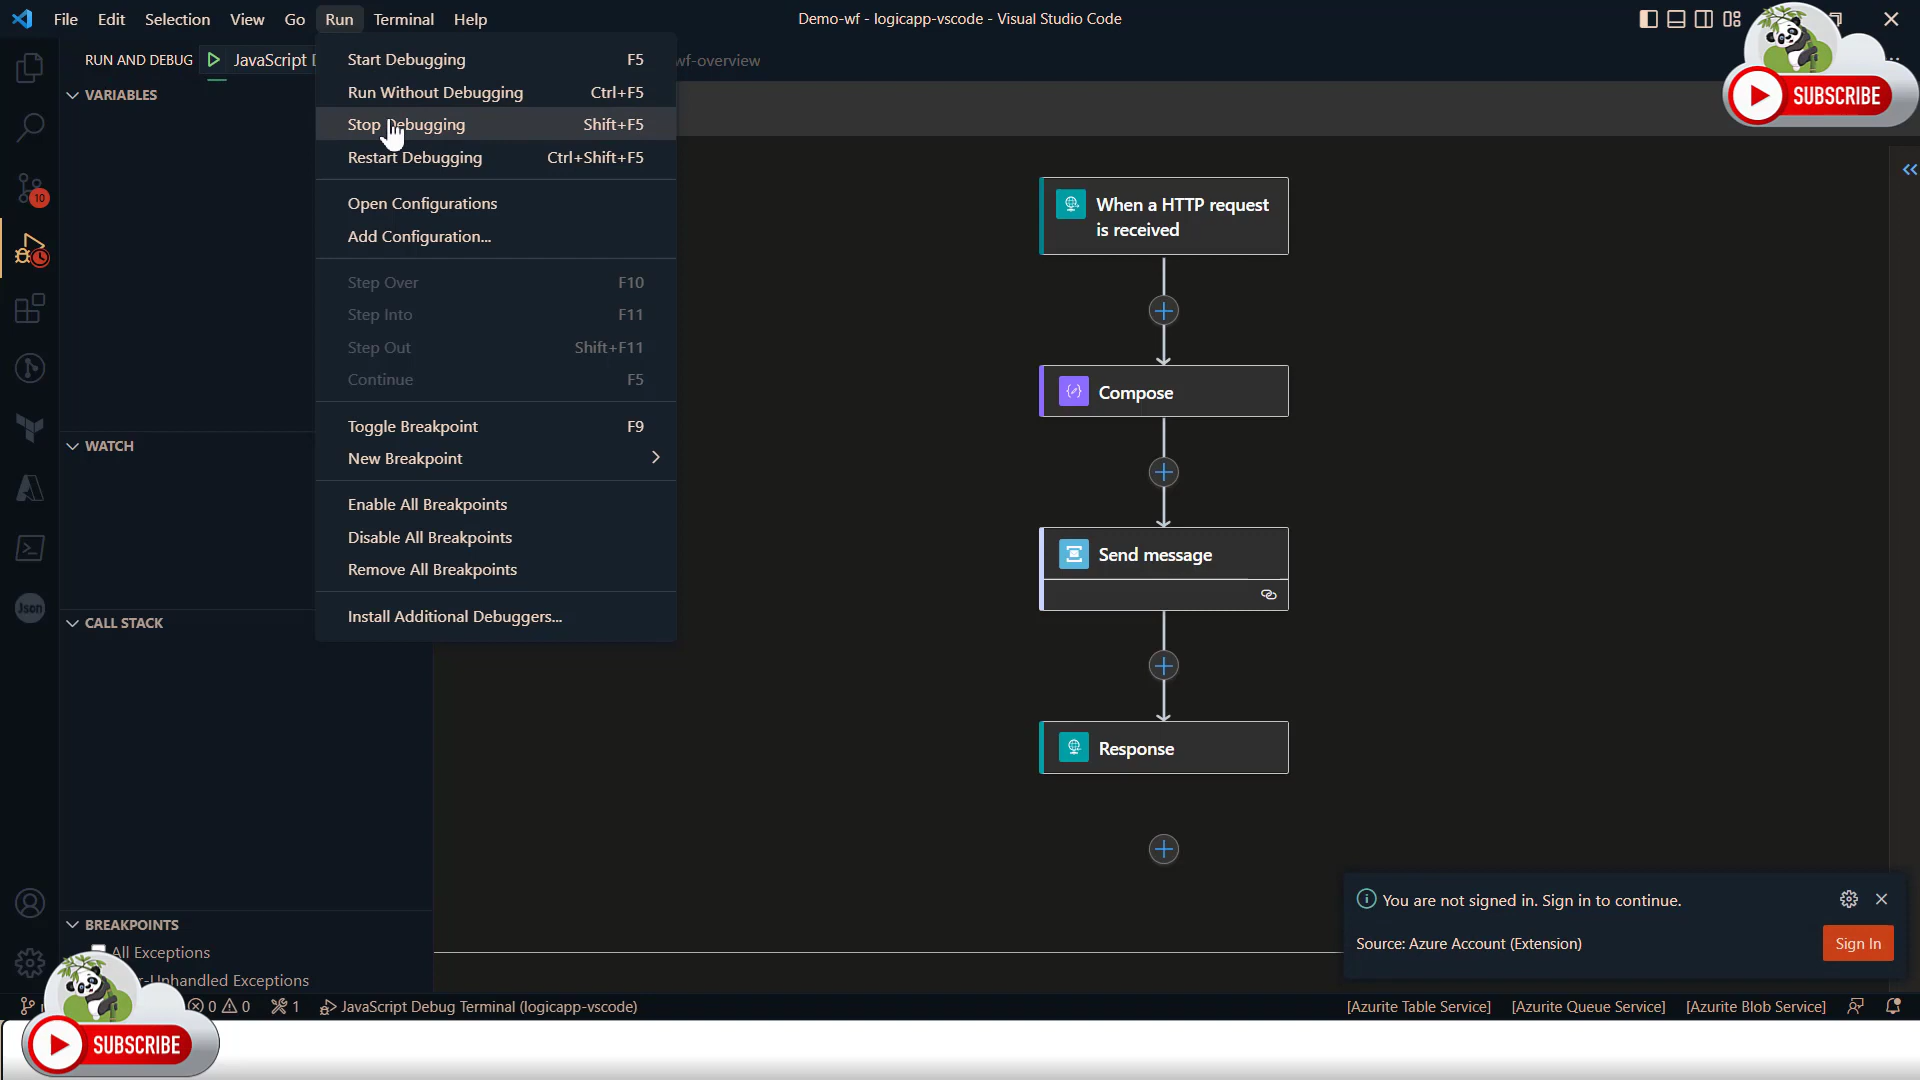 File Edit Selection View Go Run Terminal Help
Demo-wf - logicapp-vscode - Visual Studio Code
RUN AND DEBUG
JavaScript
wf-overview
VARIABLES
WATCH
CALL STACK
BREAKPOINTS
All Exceptions
-Unhandled Exceptions
10
Json
Start Debugging F5
Run Without Debugging Ctrl+F5
Stop Debugging Shift+F5
Restart Debugging Ctrl+Shift+F5
Open Configurations
Add Configuration...
Step Over F10
Step Into F11
Step Out Shift+F11
Continue F5
Toggle Breakpoint F9
New Breakpoint
Enable All Breakpoints
Disable All Breakpoints
Remove All Breakpoints
Install Additional Debuggers...
When a HTTP request
is received
Compose
Send message
Response
You are not signed in. Sign in to continue.
Source: Azure Account (Extension)
Sign In
0 0 1 JavaScript Debug Terminal (logicapp-vscode)
[Azurite Table Service] [Azurite Queue Service] [Azurite Blob Service]
SUBSCRIBE
SUBSCRIBE